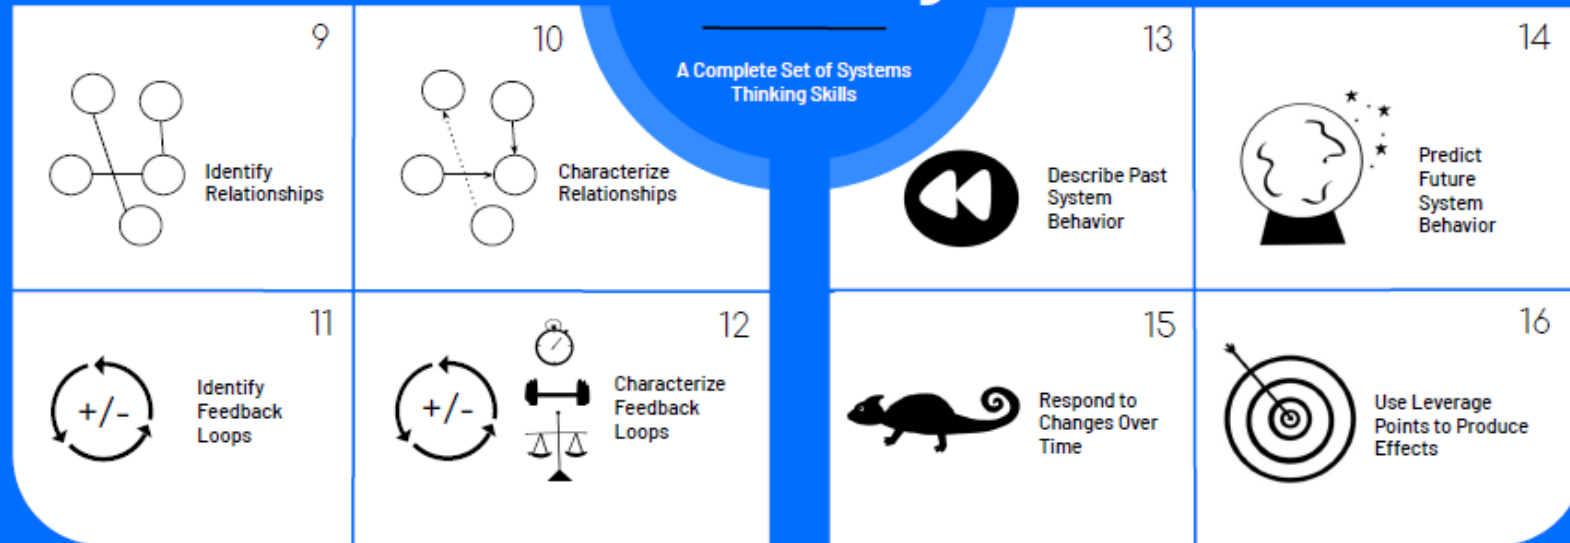 9
Identify
Relationships
10
Characterize
Relationships
A Complete Set of Systems
Thinking Skills
13
Describe Past
System
Behavior
14
Predict
Future
System
Behavior
11
+/-
Identify
Feedback
Loops
12
+/-
Characterize
Feedback
Loops
15
Respond to
Changes Over
Time
16
Use Leverage
Points to Produce
Effects